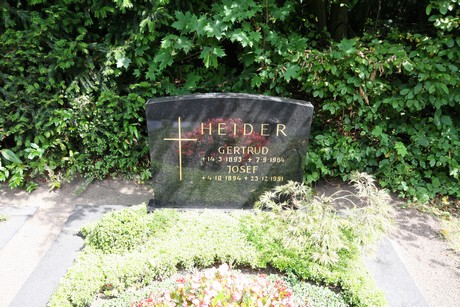 HEIDER
GERTRUD
+14·3·1893 + 7·9·1984
JOSEF
+4·10·1894 + 23·12·1981